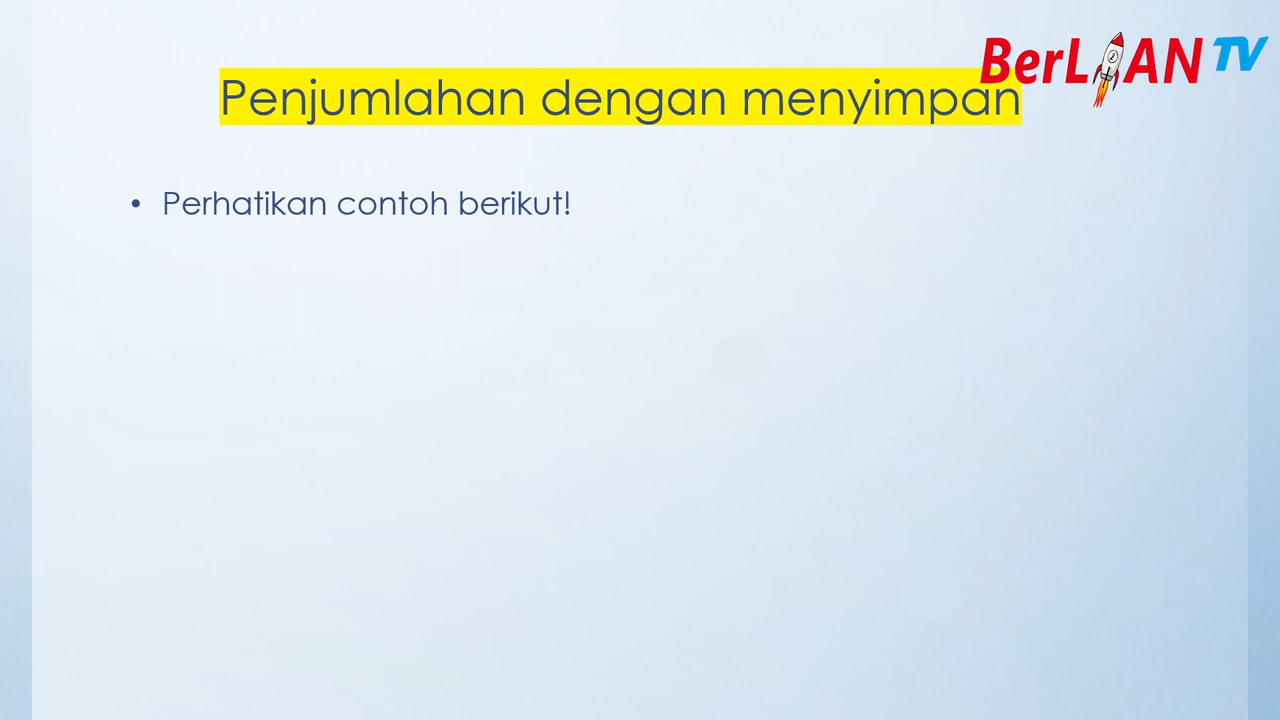 BerLIAN TV
Penjumlahan dengan menyimpan
• Perhatikan contoh berikut!